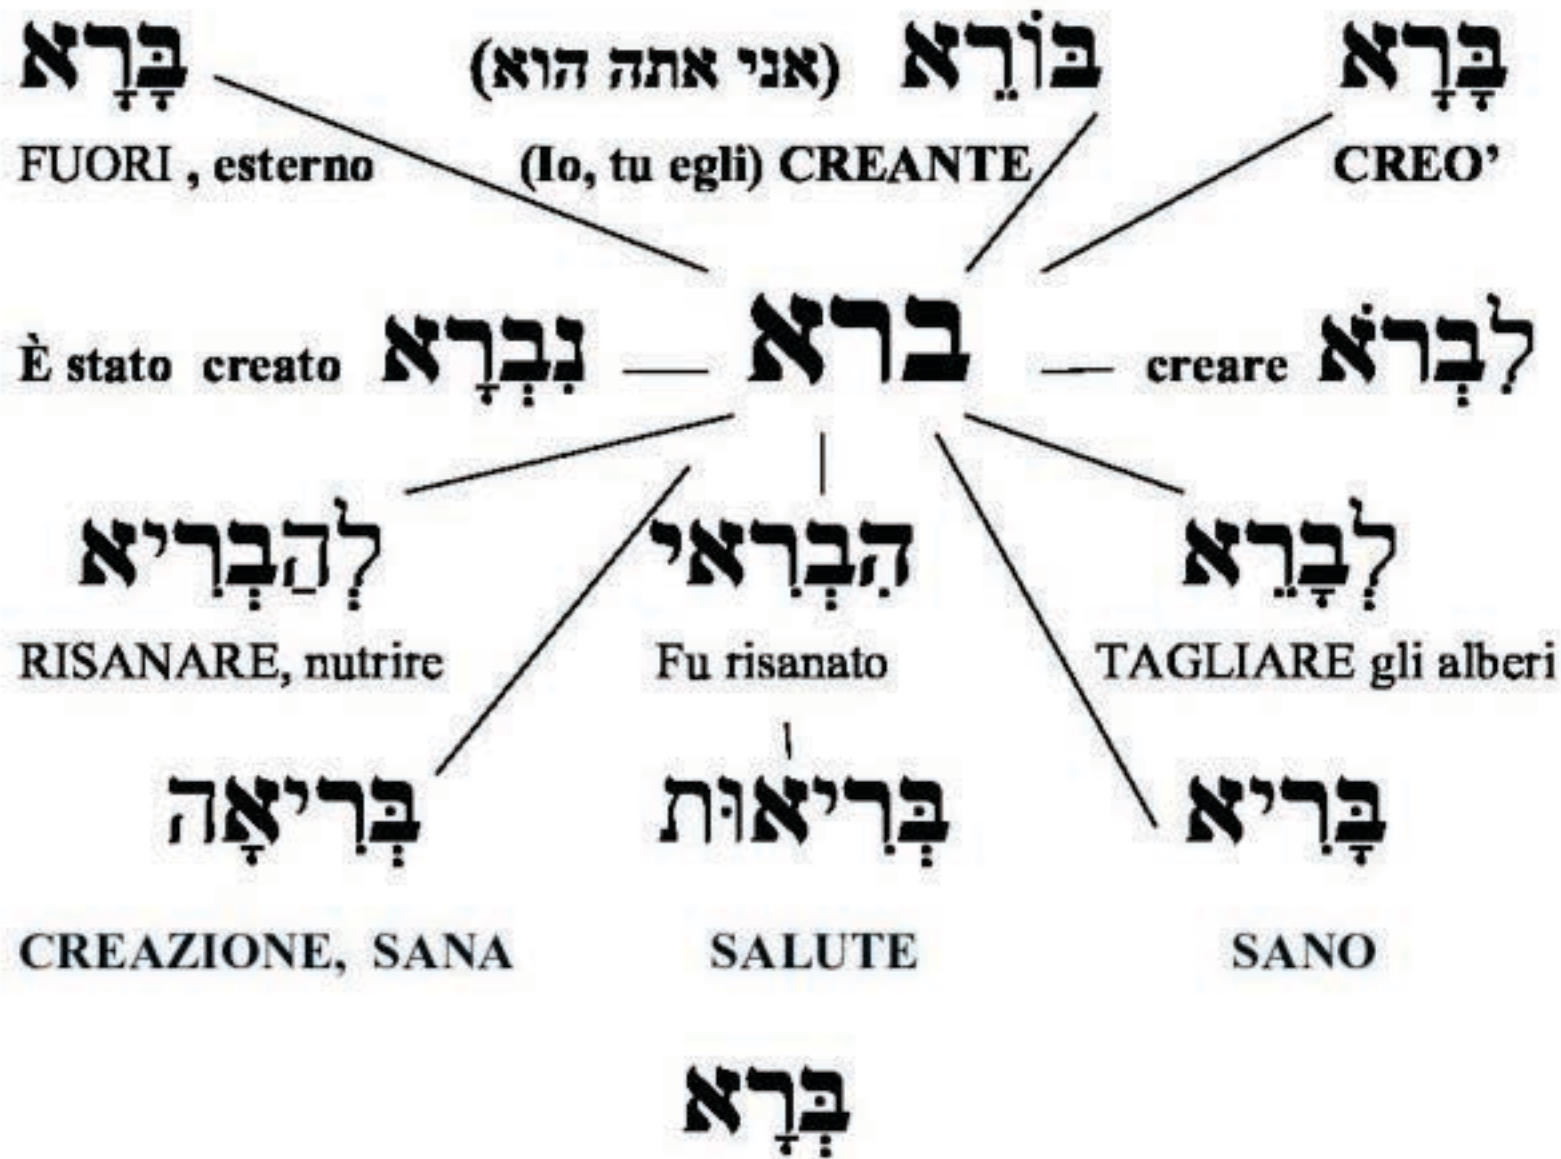 בָּרָא (אני אתה הוא) בּוֹרֵא בָּרָא
FUORI , esterno (Io, tu egli) CREANTE CREO’
È stato creato נִבְרָא ברא creare לִבְרֹא
לְהַבְרִיא הִבְרִאי לְבָרֵא
RISANARE, nutrire Fu risanato TAGLIARE gli alberi
בְּרִיאָה בְּרִיאוּת בָּרִיא
CREAZIONE, SANA SALUTE SANO
בְּרָא